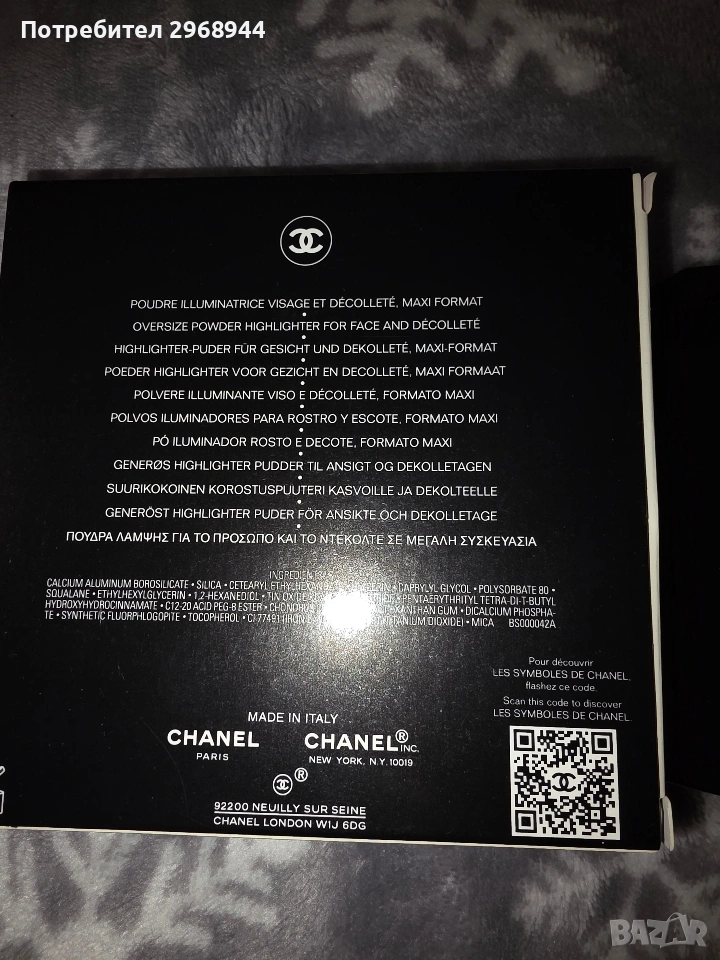 Потребител 2968944
POUDRE ILLUMINATRICE VISAGE ET DÉCOLLETÉ, MAXI FORMAT
•
OVERSIZE POWDER HIGHLIGHTER FOR FACE AND DÉCOLLETÉ
•
HIGHLIGHTER-PUDER FÜR GESICHT UND DEKOLLETÉ, MAXI-FORMAT
•
POEDER HIGHLIGHTER VOOR GEZICHT EN DECOLLETÉ, MAXI FORMAAT
•
POLVERE ILLUMINANTE VISO E DÉCOLLETÉ, FORMATO MAXI
•
POLVOS ILUMINADORES PARA ROSTRO Y ESCOTE, FORMATO MAXI
•
PÓ ILUMINADOR ROSTO E DECOTE, FORMATO MAXI
•
GENERØS HIGHLIGHTER PUDDER TIL ANSIGT OG DEKOLLETAGEN
•
SUURIKOKOINEN KOROSTUSPUUTERI KASVOILLE JA DEKOLTEELLE
•
GENERÖST HIGHLIGHTER PUDER FÖR ANSIKTE OCH DEKOLLETAGE
•
ΠΟΥΔΡΑ ΛΑΜΨΗΣ ΓΙΑ ΤΟ ΠΡΟΣΩΠΟ ΚΑΙ ΤΟ ΝΤΕΚΟΛΤΕ ΣΕ ΜΕΓΑΛΗ ΣΥΣΚΕΥΑΣΙΑ
CALCIUM ALUMINUM BOROSILICATE • SILICA • CETEARYL • CAPRYLYL GLYCOL • POLYSORBATE 80 •
SQUALANE • ETHYLHEXYLGLYCERIN • 1,2-HEXANEDIOL • TIN PENTAERYTHRITYL TETRA-DI-T-BUTYL
HYDROXYHYDROCINNAMATE • C12-20 ACID PEG-8 ESTER • XANTHAN GUM • DICALCIUM PHOSPHA-
TE • SYNTHETIC FLUORPHLOGOPITE • TOCOPHEROL • CI 77491 DIOXIDE) • MICA BS000042A
Pour découvrir
LES SYMBOLES DE CHANEL,
flashez ce code.
Scan this code to discover
LES SYMBOLES DE CHANEL.
MADE IN ITALY
CHANEL CHANEL® INC.
PARIS NEW YORK, N.Y. 10019
®
92200 NEUILLY SUR SEINE
CHANEL LONDON W1J 6DG
BAZAR